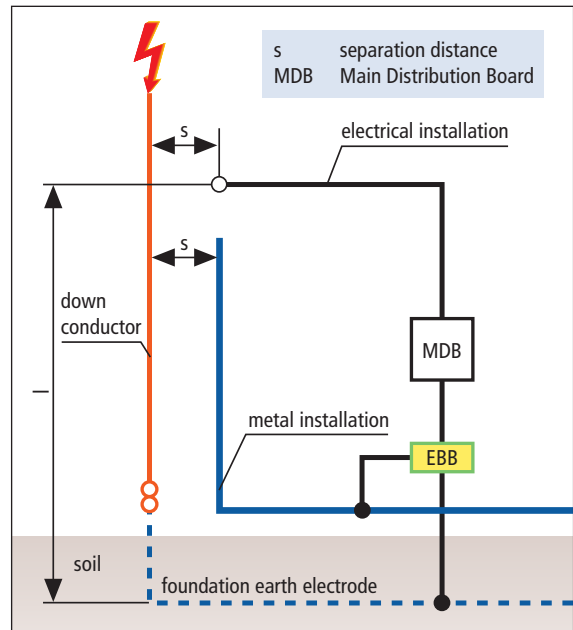 s separation distance
MDB Main Distribution Board
electrical installation
s
s
down
conductor
l
MDB
metal installation
EBB
soil
foundation earth electrode